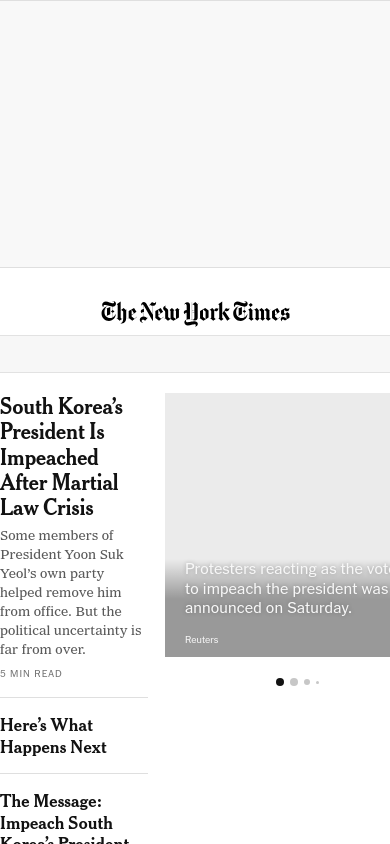 The New York Times
South Korea's
President Is
Impeached
After Martial
Law Crisis
Some members of
President Yoon Suk
Yeol's own party
helped remove him
from office. But the
political uncertainty is
far from over.
5 MIN READ
Here's What
Happens Next
The Message:
Impeach South
Korea's President
Protesters reacting as the vote
to impeach the president was
announced on Saturday.
Reuters